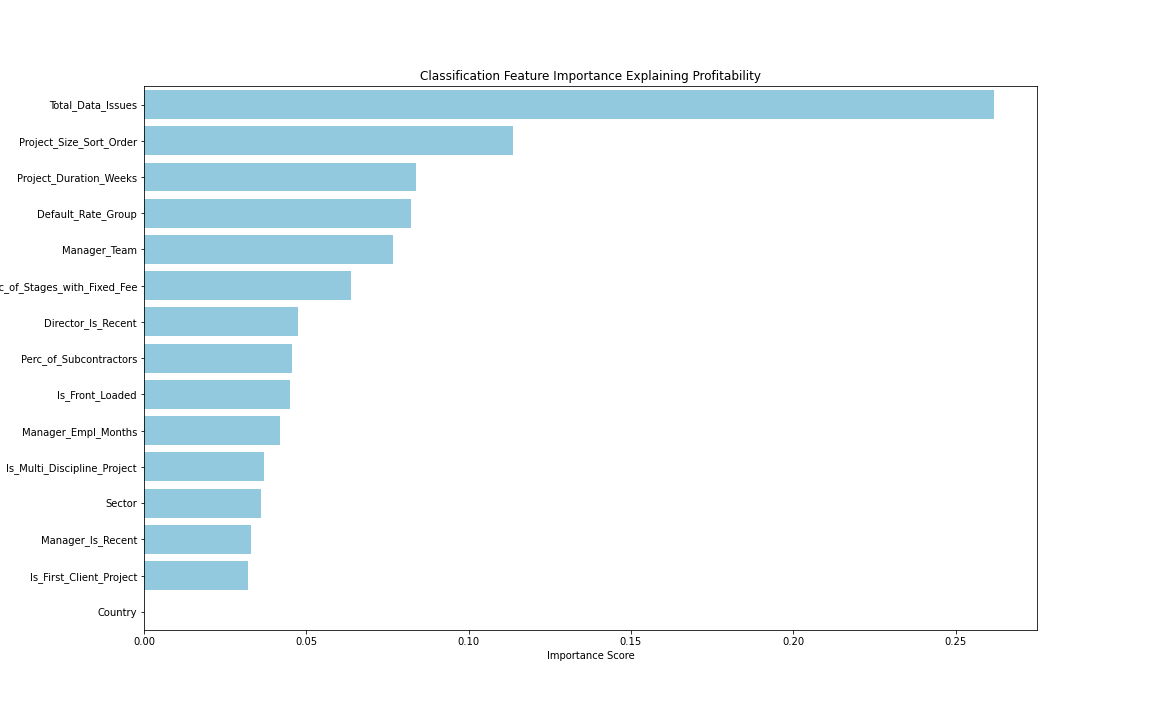 Classification Feature Importance Explaining Profitability
Total_Data_Issues
Project_Size_Sort_Order
Project_Duration_Weeks
Default_Rate_Group
Manager_Team
c_of_Stages_with_Fixed_Fee
Director_Is_Recent
Perc_of_Subcontractors
Is_Front_Loaded
Manager_Empl_Months
Is_Multi_Discipline_Project
Sector
Manager_Is_Recent
Is_First_Client_Project
Country
0.00 0.05 0.10 0.15 0.20 0.25
Importance Score